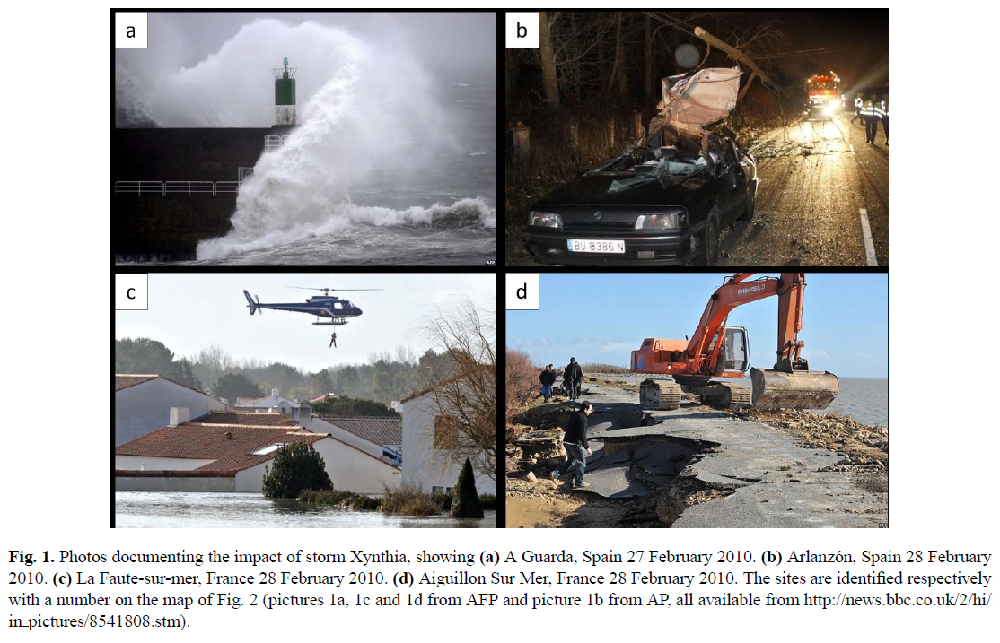 a
b
BU 8386 N
AFP
c
d
Fig. 1. Photos documenting the impact of storm Xynthia, showing (a) A Guarda, Spain 27 February 2010. (b) Arlanzón, Spain 28 February
2010. (c) La Faute-sur-mer, France 28 February 2010. (d) Aiguillon Sur Mer, France 28 February 2010. The sites are identified respectively
with a number on the map of Fig. 2 (pictures 1a, 1c and 1d from AFP and picture 1b from AP, all available from http://news.bbc.co.uk/2/hi/
in_pictures/8541808.stm).